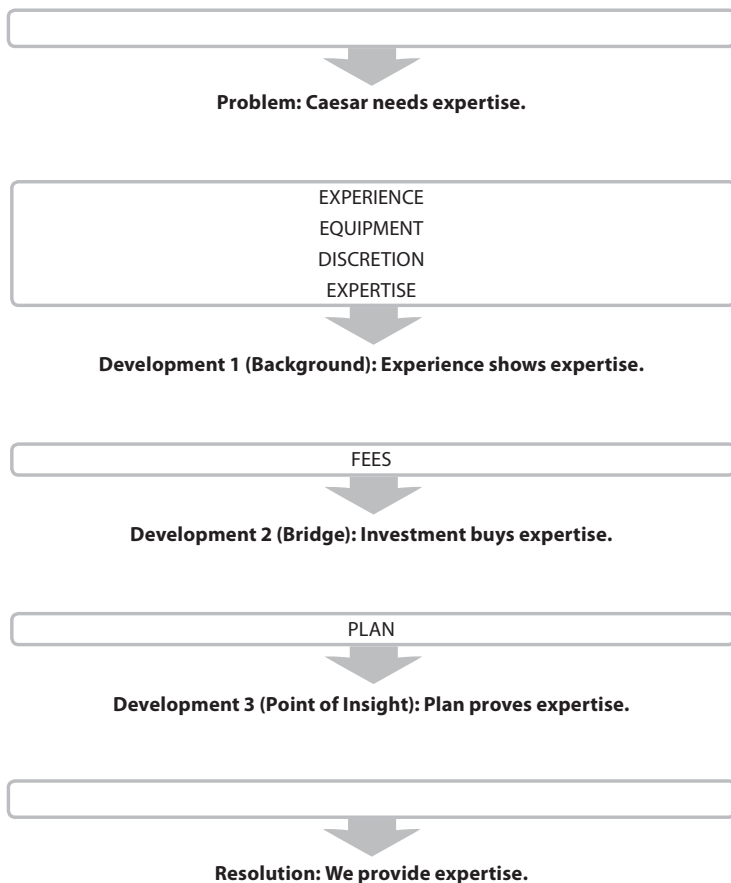 Problem: Caesar needs expertise.
EXPERIENCE
EQUIPMENT
DISCRETION
EXPERTISE
Development 1 (Background): Experience shows expertise.
FEES
Development 2 (Bridge): Investment buys expertise.
PLAN
Development 3 (Point of Insight): Plan proves expertise.
Resolution: We provide expertise.